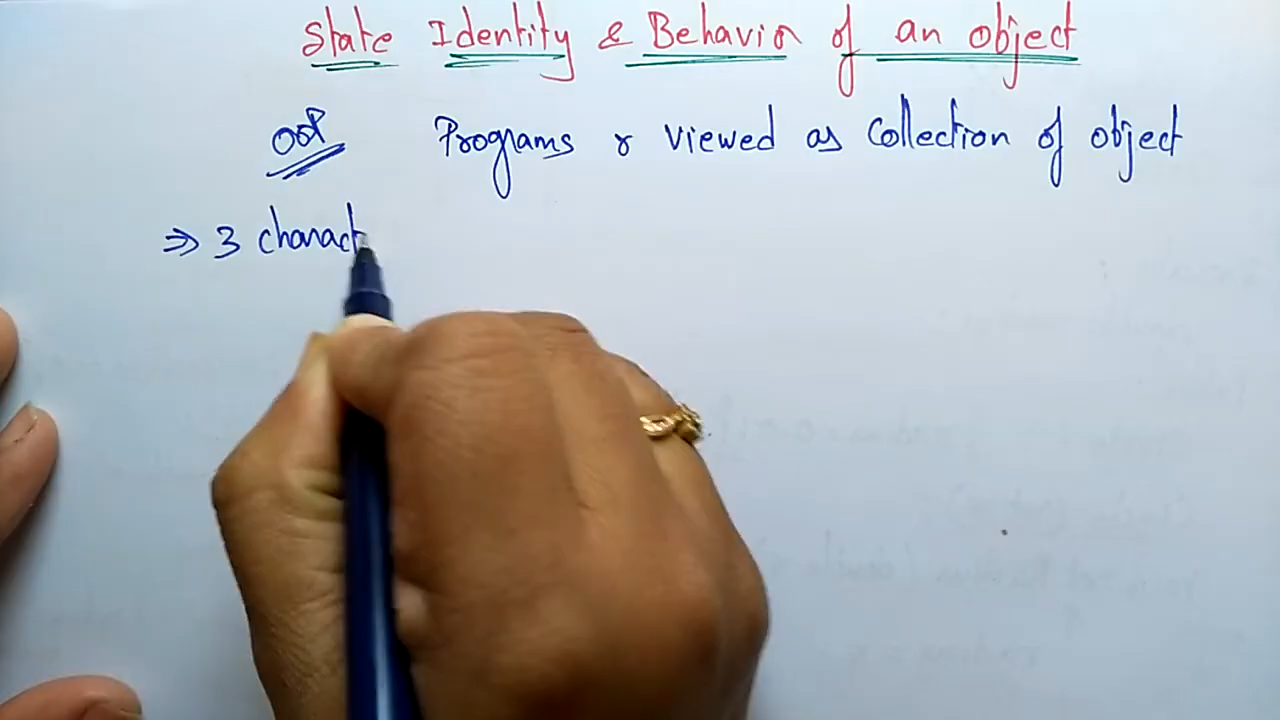 State Identity & Behavior of an object
OOP Programs r viewed as collection of object
⇒ 3 charact